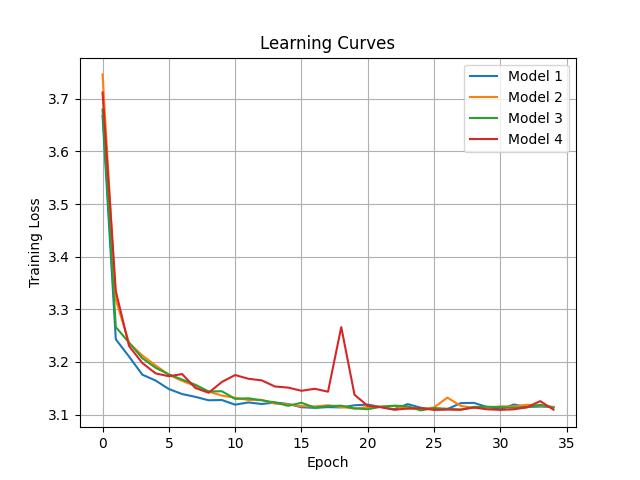 Learning Curves
Model 1
Model 2
Model 3
Model 4
3.7
3.6
3.5
3.4
3.3
3.2
3.1
Training Loss
0 5 10 15 20 25 30 35
Epoch